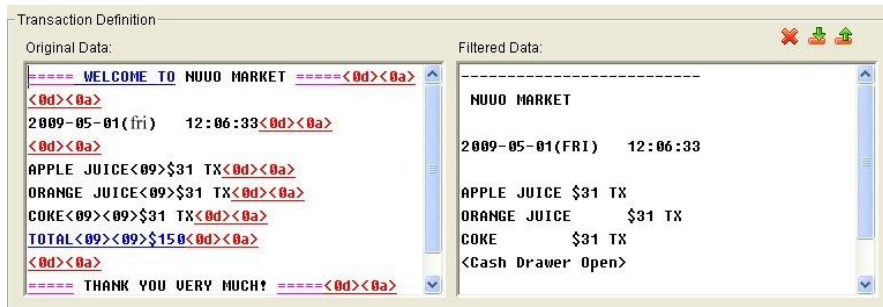 Transaction Definition
Original Data:
===== WELCOME TO NUUO MARKET =====<0d><0a>
<0d><0a>
2009-05-01(fri) 12:06:33<0d><0a>
<0d><0a>
APPLE JUICE<09>$31 TX<0d><0a>
ORANGE JUICE<09>$31 TX<0d><0a>
COKE<09><09>$31 TX<0d><0a>
TOTAL<09><09>$150<0d><0a>
<0d><0a>
===== THANK YOU VERY MUCH! =====<0d><0a>
Filtered Data:
--------------------------
NUUO MARKET
2009-05-01(FRI) 12:06:33
APPLE JUICE $31 TX
ORANGE JUICE $31 TX
COKE $31 TX
<Cash Drawer Open>